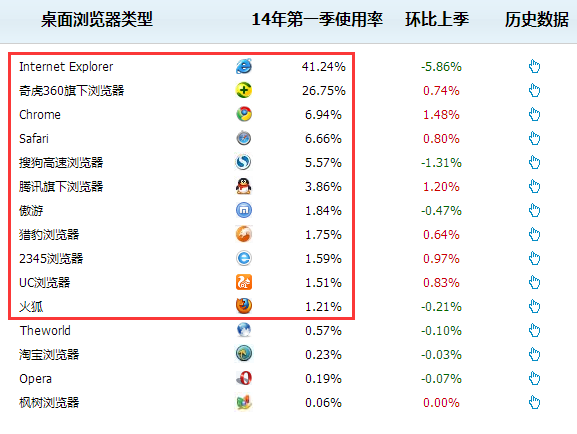 桌面浏览器类型 14年第一季使用率 环比上季 历史数据
Internet Explorer 41.24% -5.86%
奇虎360旗下浏览器 26.75% 0.74%
Chrome 6.94% 1.48%
Safari 6.66% 0.80%
搜狗高速浏览器 5.57% -1.31%
腾讯旗下浏览器 3.86% 1.20%
傲游 1.84% -0.47%
猎豹浏览器 1.75% 0.64%
2345浏览器 1.59% 0.97%
UC浏览器 1.51% 0.83%
火狐 1.21% -0.21%
Theworld 0.57% -0.10%
淘宝浏览器 0.23% -0.03%
Opera 0.19% -0.07%
枫树浏览器 0.06% 0.00%